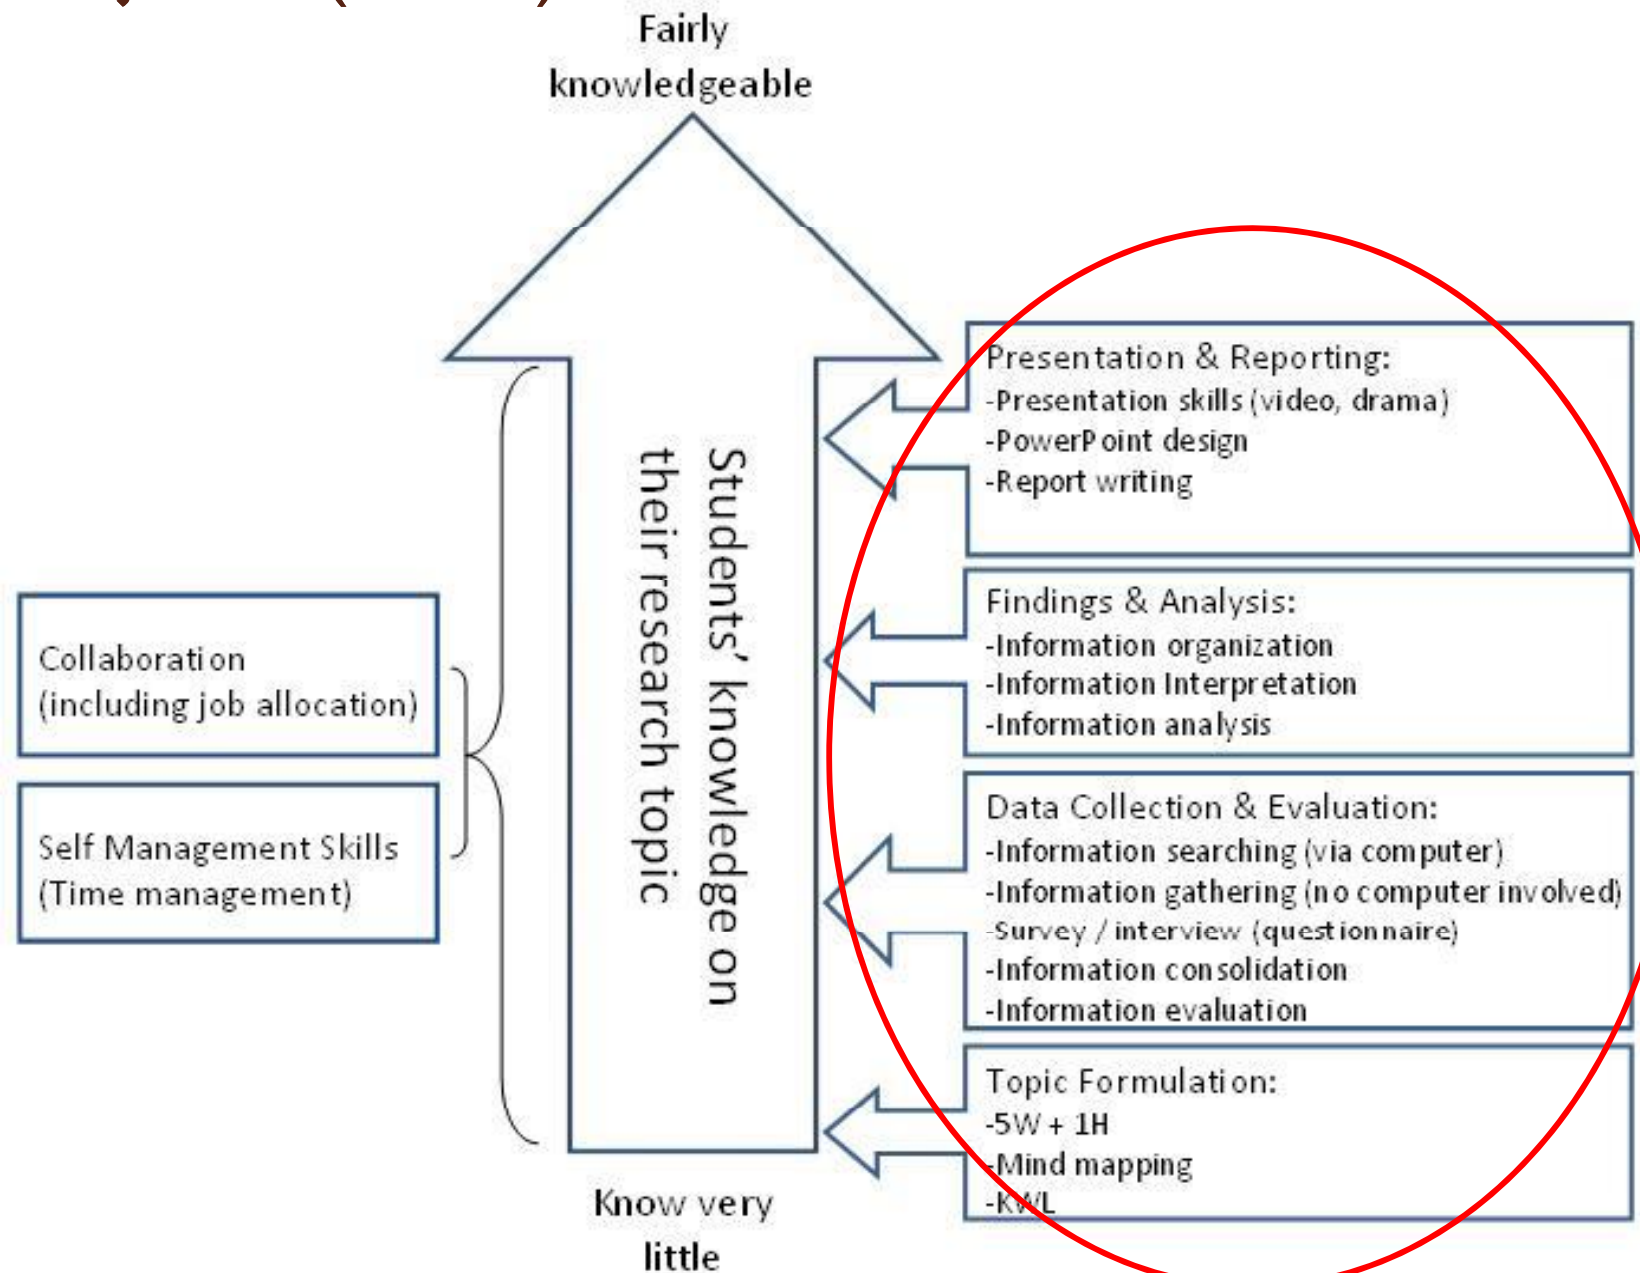 Fairly
knowledgeable
Students' knowledge on
their research topic
Know very
little
Collaboration
(including job allocation)
Self Management Skills
(Time management)
Presentation & Reporting:
-Presentation skills (video, drama)
-PowerPoint design
-Report writing
Findings & Analysis:
-Information organization
-Information Interpretation
-Information analysis
Data Collection & Evaluation:
-Information searching (via computer)
-Information gathering (no computer involved)
-Survey / interview (questionnaire)
-Information consolidation
-Information evaluation
Topic Formulation:
-5W + 1H
-Mind mapping
-KWL